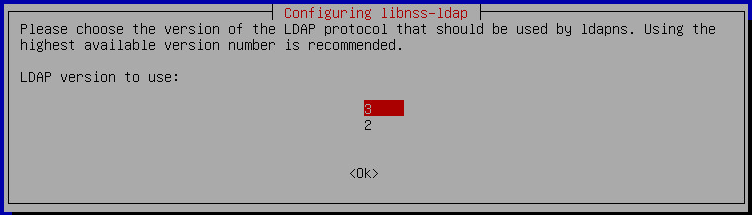 Configuring libnss-ldap
Please choose the version of the LDAP protocol that should be used by ldapns. Using the
highest available version number is recommended.
LDAP version to use:
3
2
<Ok>